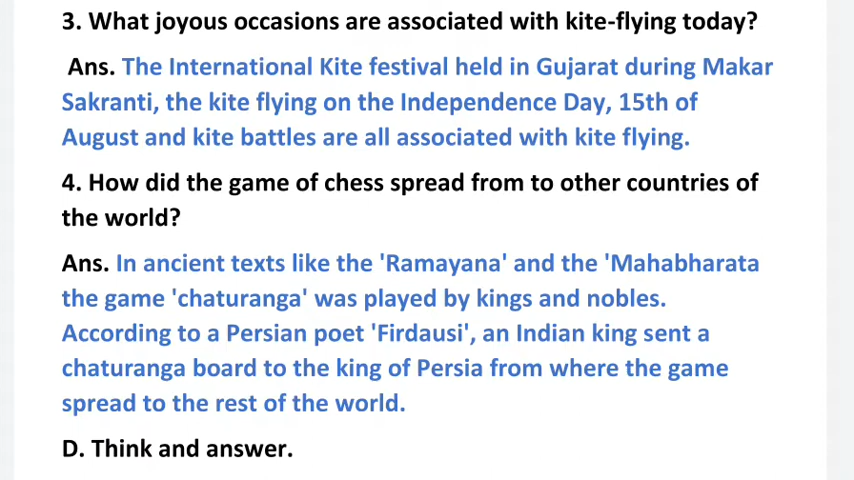 3. What joyous occasions are associated with kite-flying today?
Ans. The International Kite festival held in Gujarat during Makar
Sakranti, the kite flying on the Independence Day, 15th of
August and kite battles are all associated with kite flying.
4. How did the game of chess spread from to other countries of
the world?
Ans. In ancient texts like the 'Ramayana' and the 'Mahabharata
the game 'chaturanga' was played by kings and nobles.
According to a Persian poet 'Firdausi', an Indian king sent a
chaturanga board to the king of Persia from where the game
spread to the rest of the world.
D. Think and answer.